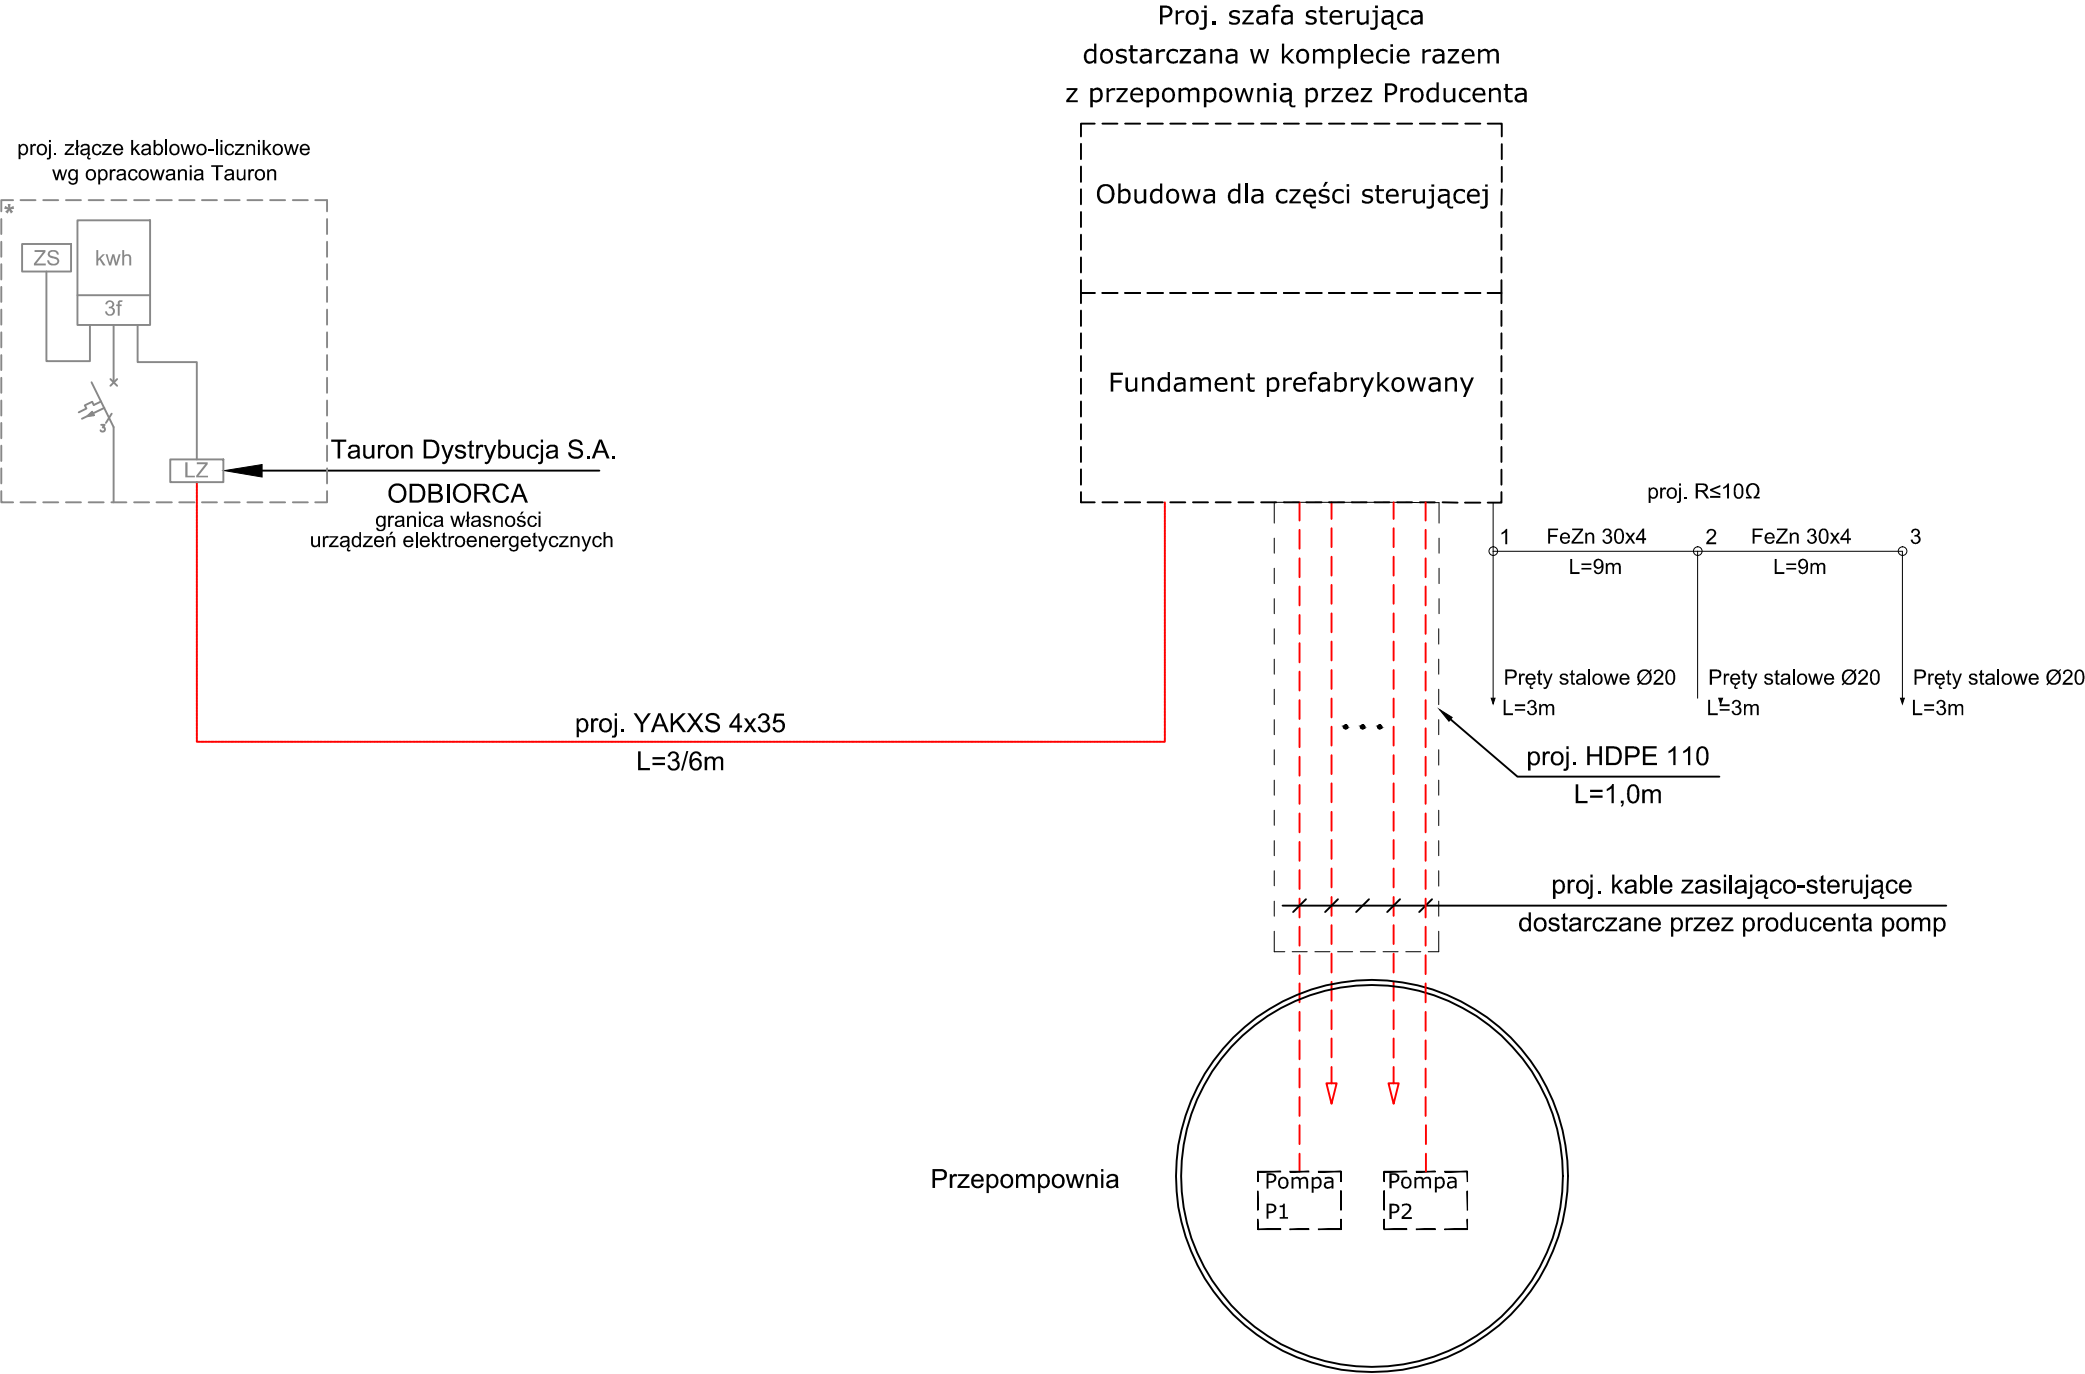 Proj. szafa sterująca
dostarczana w komplecie razem
z przepompownią przez Producenta
proj. złącze kablowo-licznikowe
wg opracowania Tauron
*
ZS
kwh
3f
3
LZ
Tauron Dystrybucja S.A.
ODBIORCA
granica własności
urządzeń elektroenergetycznych
Obudowa dla części sterującej
Fundament prefabrykowany
proj. R≤10Ω
1 FeZn 30x4 2 FeZn 30x4 3
L=9m L=9m
Pręty stalowe Ø20 Pręty stalowe Ø20 Pręty stalowe Ø20
L=3m L=3m L=3m
proj. YAKXS 4x35
L=3/6m
...
proj. HDPE 110
L=1,0m
proj. kable zasilająco-sterujące
dostarczane przez producenta pomp
Przepompownia
Pompa
P1
Pompa
P2